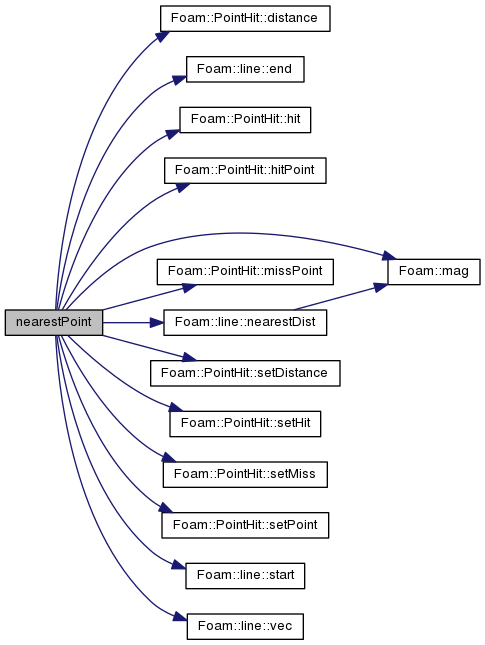 Foam::PointHit::distance
Foam::line::end
Foam::PointHit::hit
Foam::PointHit::hitPoint
Foam::PointHit::missPoint
Foam::mag
nearestPoint
Foam::line::nearestDist
Foam::PointHit::setDistance
Foam::PointHit::setHit
Foam::PointHit::setMiss
Foam::PointHit::setPoint
Foam::line::start
Foam::line::vec